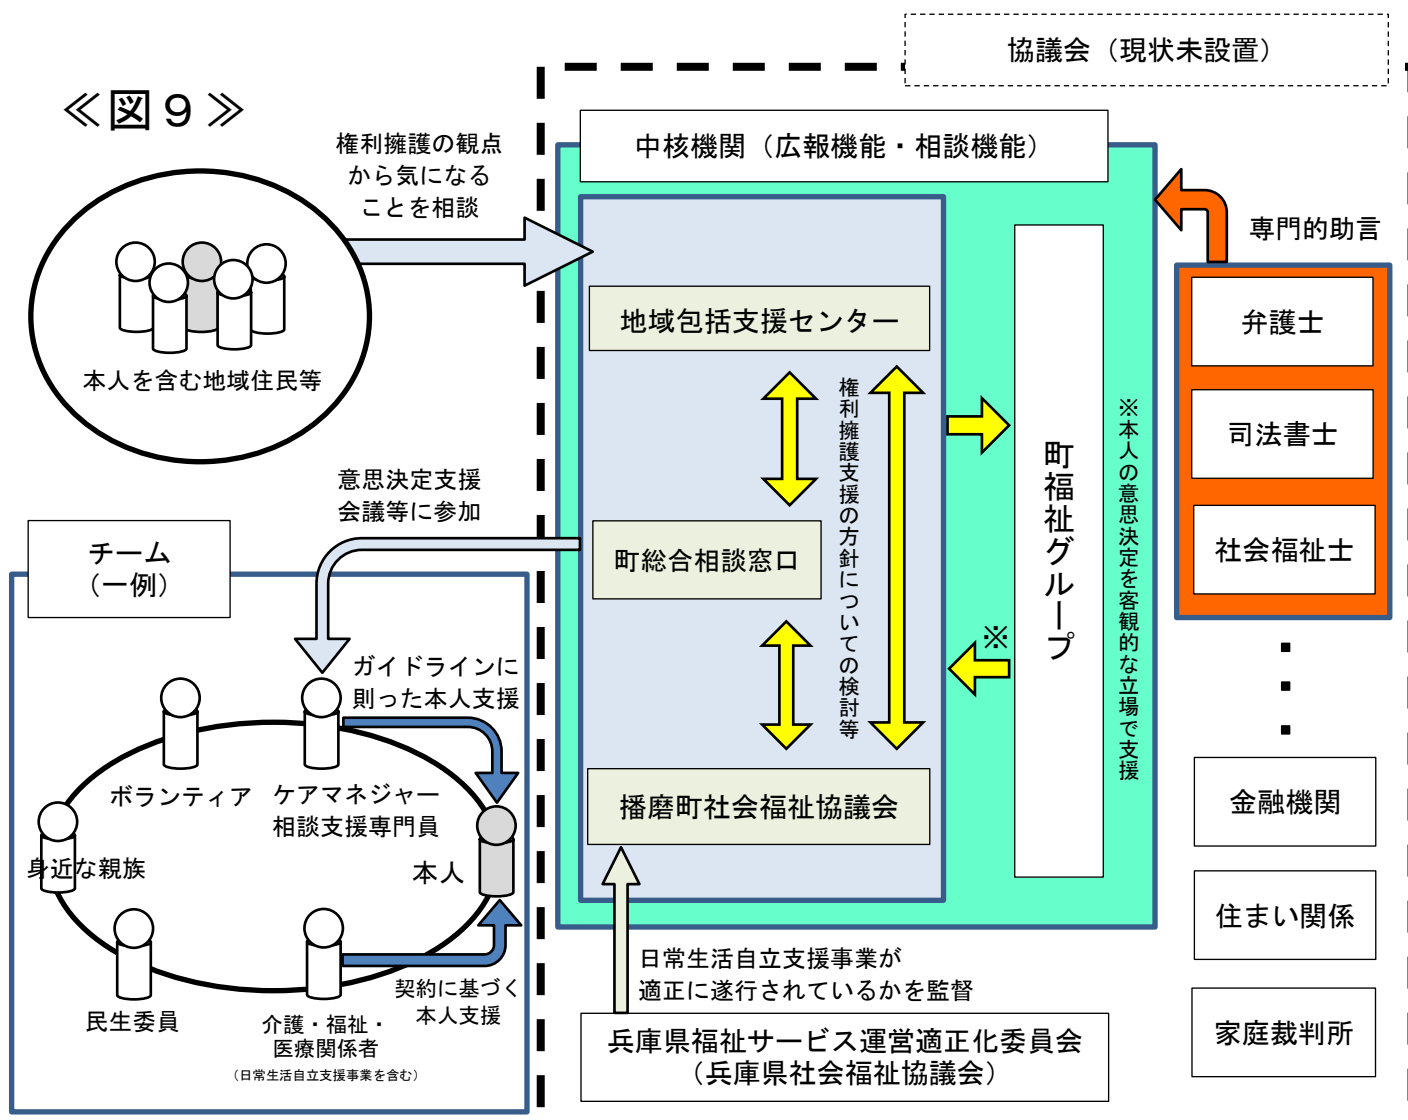 ≪図９≫
協議会（現状未設置）
中核機関（広報機能・相談機能）
権利擁護の観点
から気になる
ことを相談
本人を含む地域住民等
地域包括支援センター
町総合相談窓口
播磨町社会福祉協議会
権利擁護支援の方針についての検討等
町福祉グループ
※
※本人の意思決定を客観的な立場で支援
専門的助言
弁護士
司法書士
社会福祉士
・
・
・
金融機関
住まい関係
家庭裁判所
意思決定支援
会議等に参加
チーム
（一例）
ガイドラインに
則った本人支援
ボランティア
ケアマネジャー
相談支援専門員
身近な親族
本人
民生委員
介護・福祉・
医療関係者
（日常生活自立支援事業を含む）
契約に基づく
本人支援
日常生活自立支援事業が
適正に遂行されているかを監督
兵庫県福祉サービス運営適正化委員会
（兵庫県社会福祉協議会）